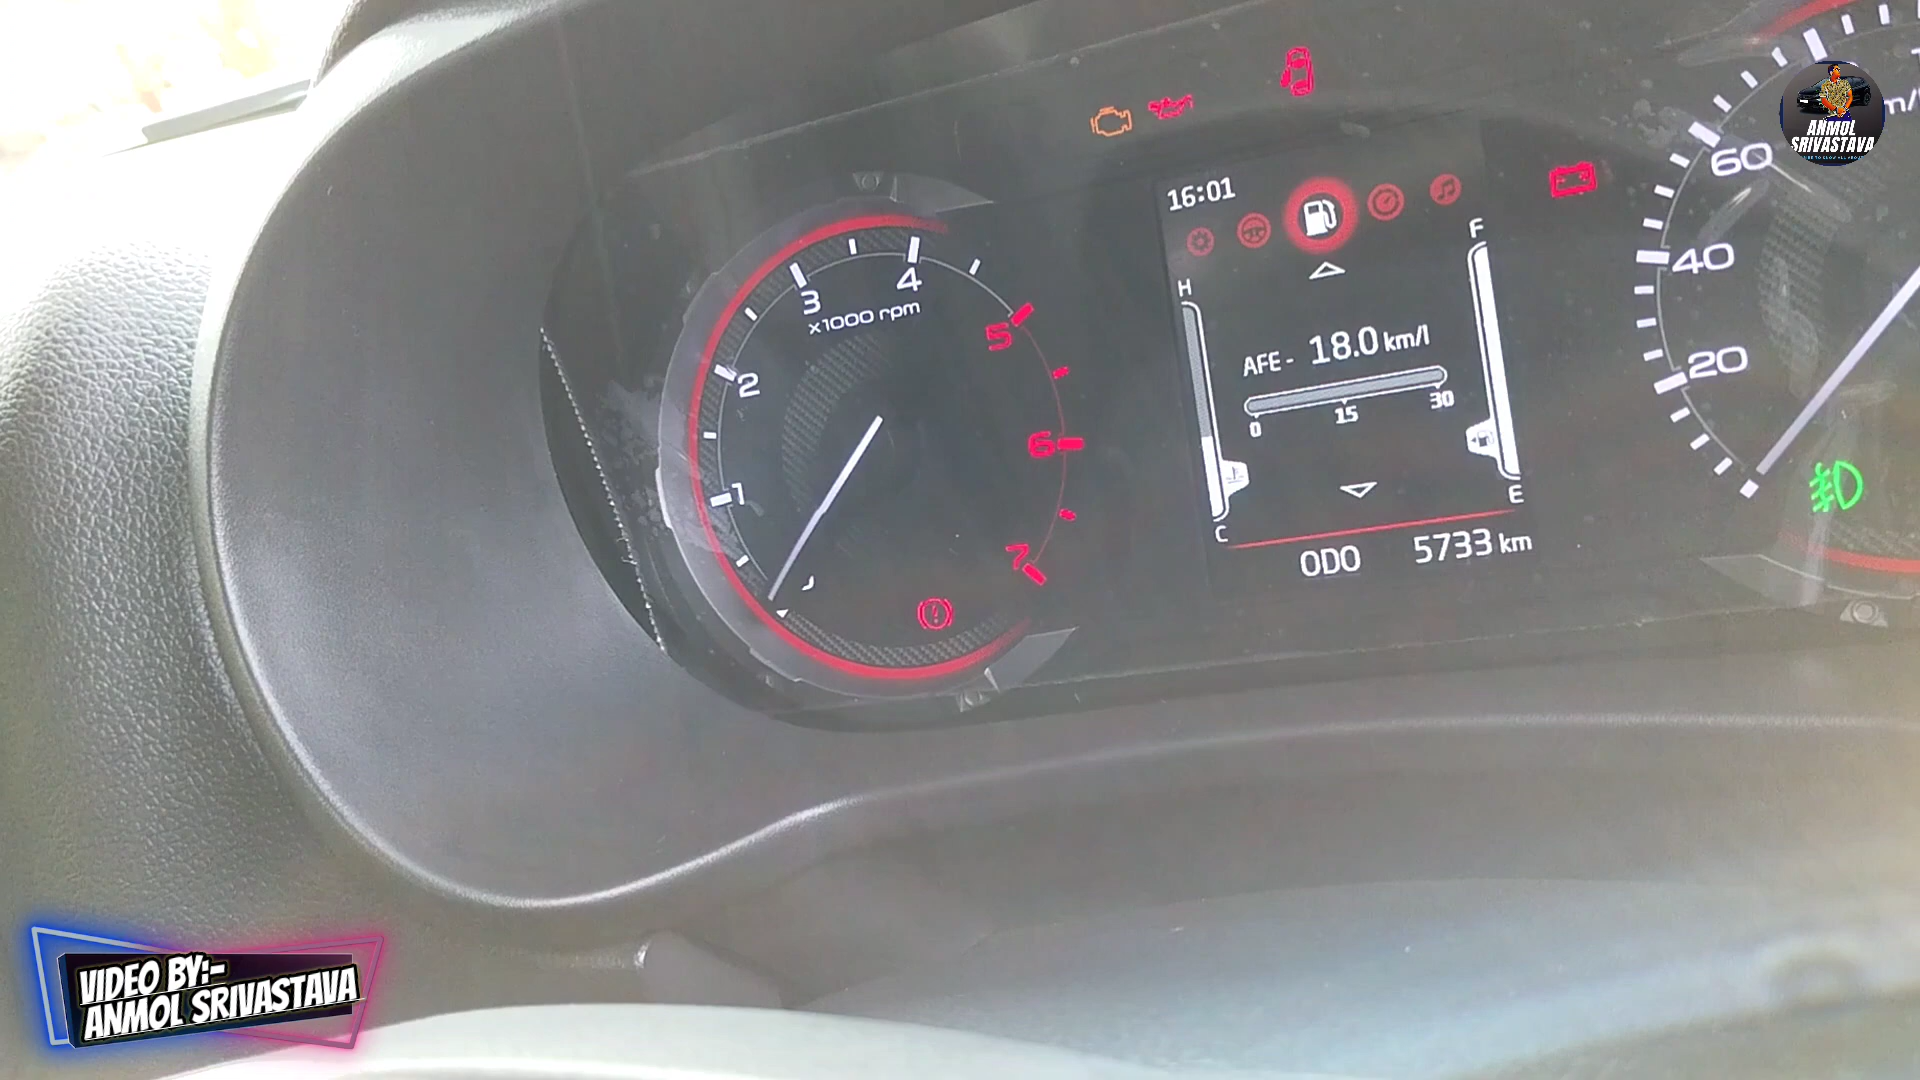 3
4
x1000 rpm
2
1
5
6
7
16:01
H
F
AFE - 18.0 km/l
0 15 30
C
E
ODO 5733 km
60
40
20
ANMOL
SRIVASTAVA
VIDEO BY:-
ANMOL SRIVASTAVA